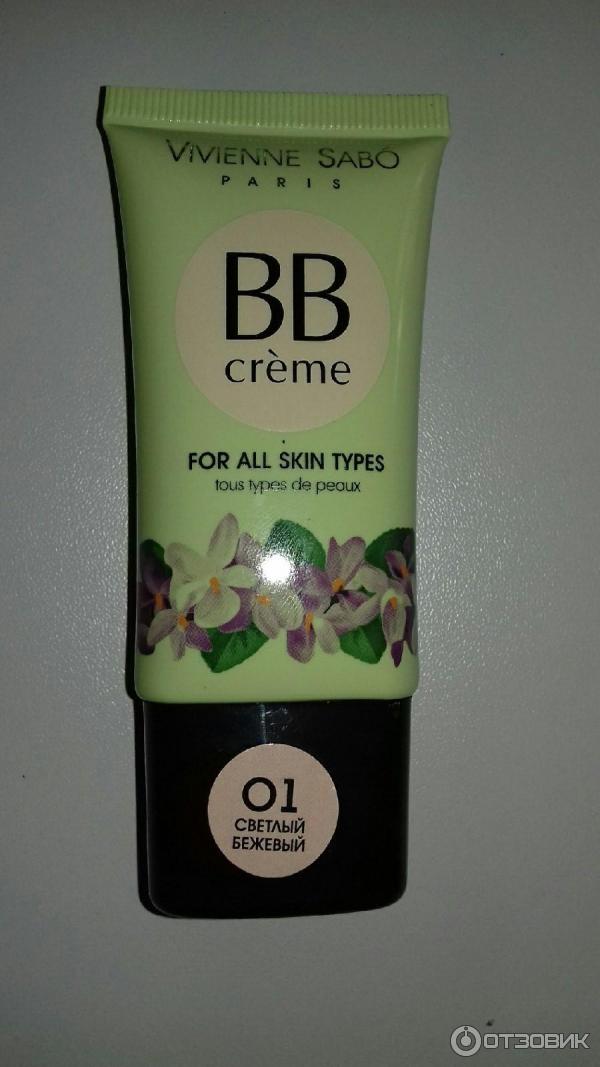 VIVIENNE SABÓ
PARIS
BB
crème
FOR ALL SKIN TYPES
tous types de peaux
01
СВЕТЛЫЙ
БЕЖЕВЫЙ
ОТЗОВИК